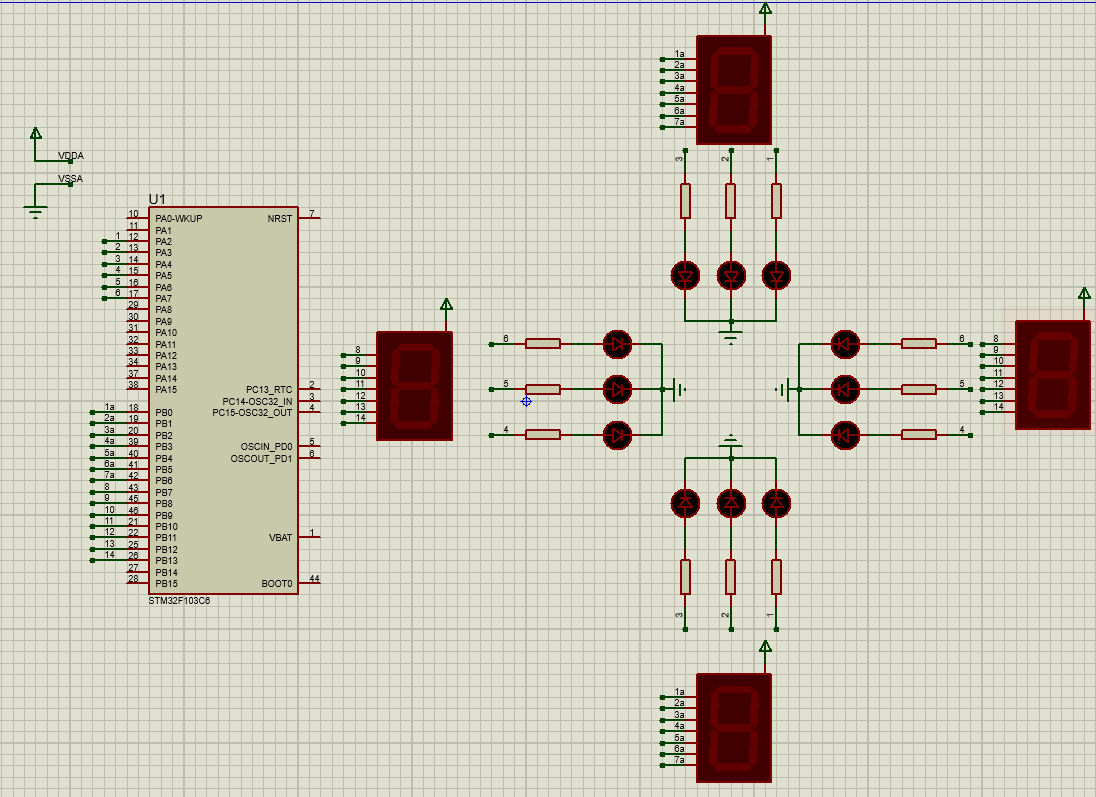 1a
2a
3a
4a
5a
6a
7a
VDDA
VSSA
3
2
1
U1
10 PA0-WKUP NRST 7
11 PA1
1 12 PA2
2 13 PA3
3 14 PA4
4 15 PA5
5 16 PA6
6 17 PA7
29 PA8
30 PA9
31 PA10
32 PA11
33 PA12
34 PA13
37 PA14
38 PA15
PC13_RTC 2
PC14-OSC32_IN 3
PC15-OSC32_OUT 4
1a 18 PB0
2a 19 PB1
3a 20 PB2
4a 39 PB3
5a 40 PB4
6a 41 PB5
7a 42 PB6
8 43 PB7
9 45 PB8
10 46 PB9
11 21 PB10
12 22 PB11
13 25 PB12
14 26 PB13
27 PB14
28 PB15
OSCIN_PD0 5
OSCOUT_PD1 6
VBAT 1
BOOT0 44
STM32F103C6
8
9
10
11
12
13
14
6
5
4
6
5
4
8
9
10
11
12
13
14
3
2
1
1a
2a
3a
4a
5a
6a
7a